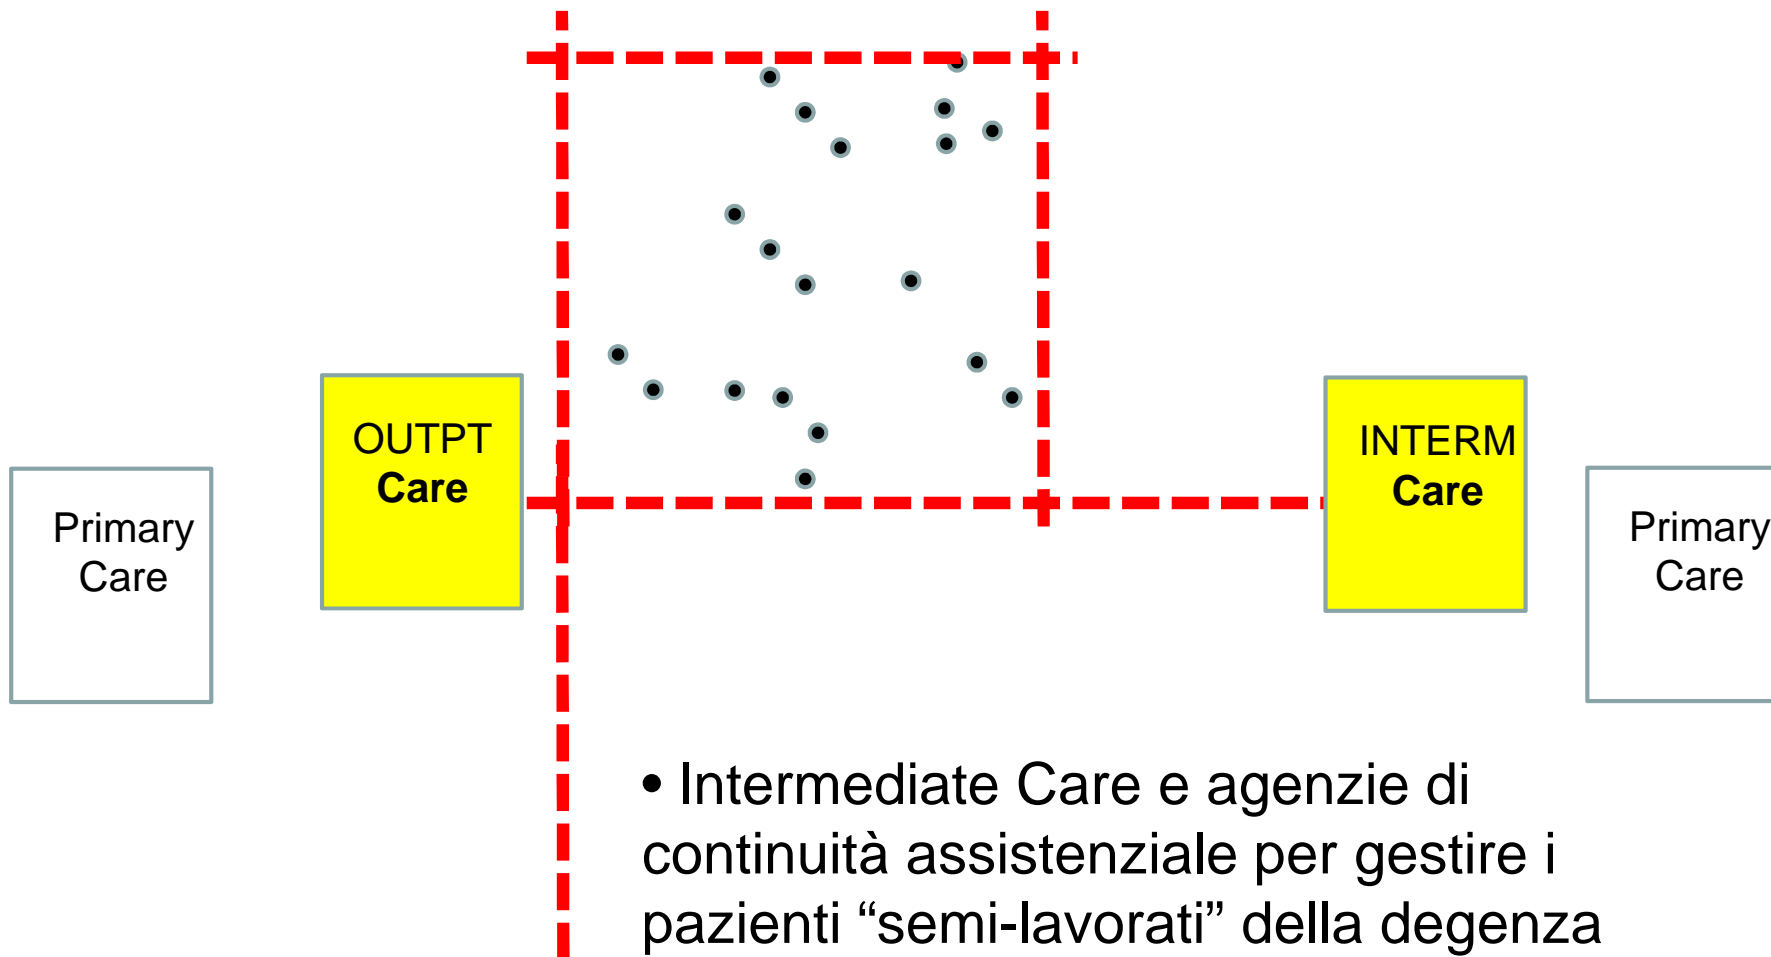 OUTPT
Care
INTERM
Care
Primary
Care
Primary
Care
• Intermediate Care e agenzie di
continuità assistenziale per gestire i
pazienti “semi-lavorati” della degenza